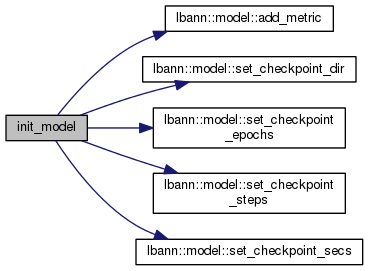 lbann::model::add_metric
lbann::model::set_checkpoint_dir
init_model
lbann::model::set_checkpoint
_epochs
lbann::model::set_checkpoint
_steps
lbann::model::set_checkpoint_secs